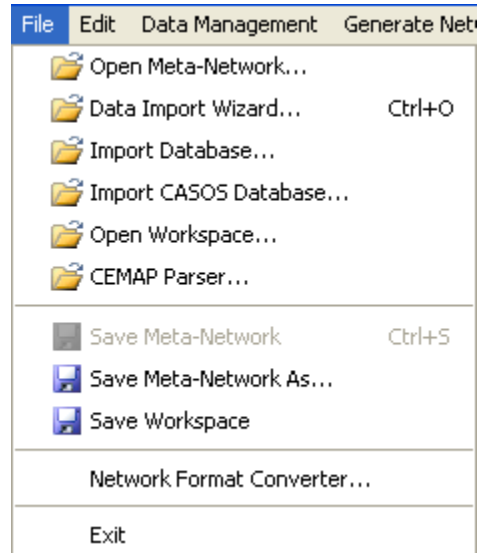 File Edit Data Management Generate Net
Open Meta-Network...
Data Import Wizard... Ctrl+O
Import Database...
Import CASOS Database...
Open Workspace...
CEMAP Parser...
Save Meta-Network Ctrl+S
Save Meta-Network As...
Save Workspace
Network Format Converter...
Exit